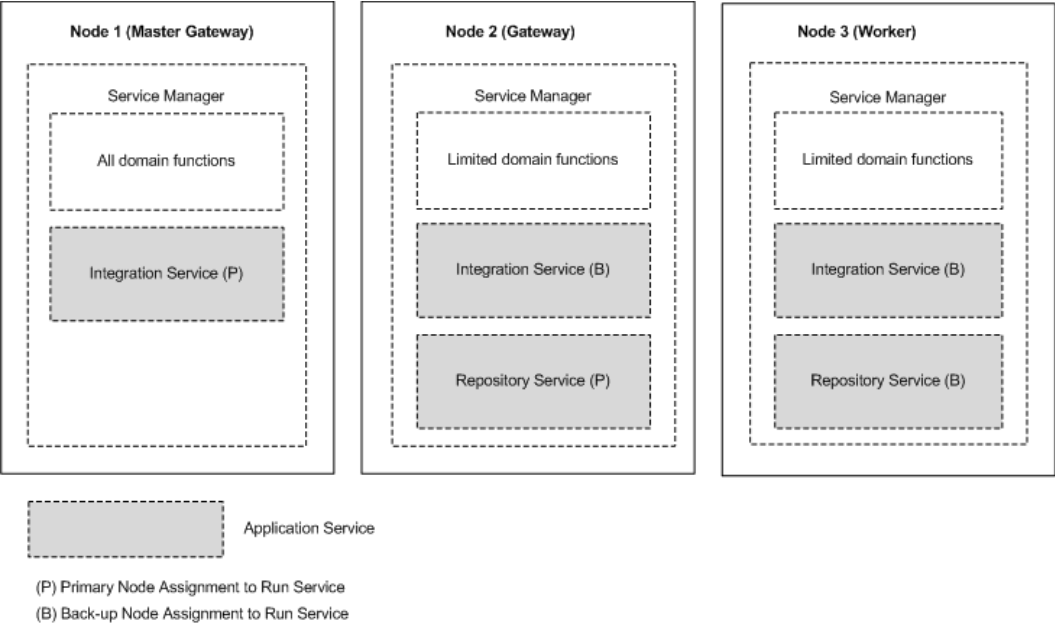 Node 1 (Master Gateway)
Service Manager
All domain functions
Integration Service (P)
Node 2 (Gateway)
Service Manager
Limited domain functions
Integration Service (B)
Repository Service (P)
Node 3 (Worker)
Service Manager
Limited domain functions
Integration Service (B)
Repository Service (B)
Application Service
(P) Primary Node Assignment to Run Service
(B) Back-up Node Assignment to Run Service